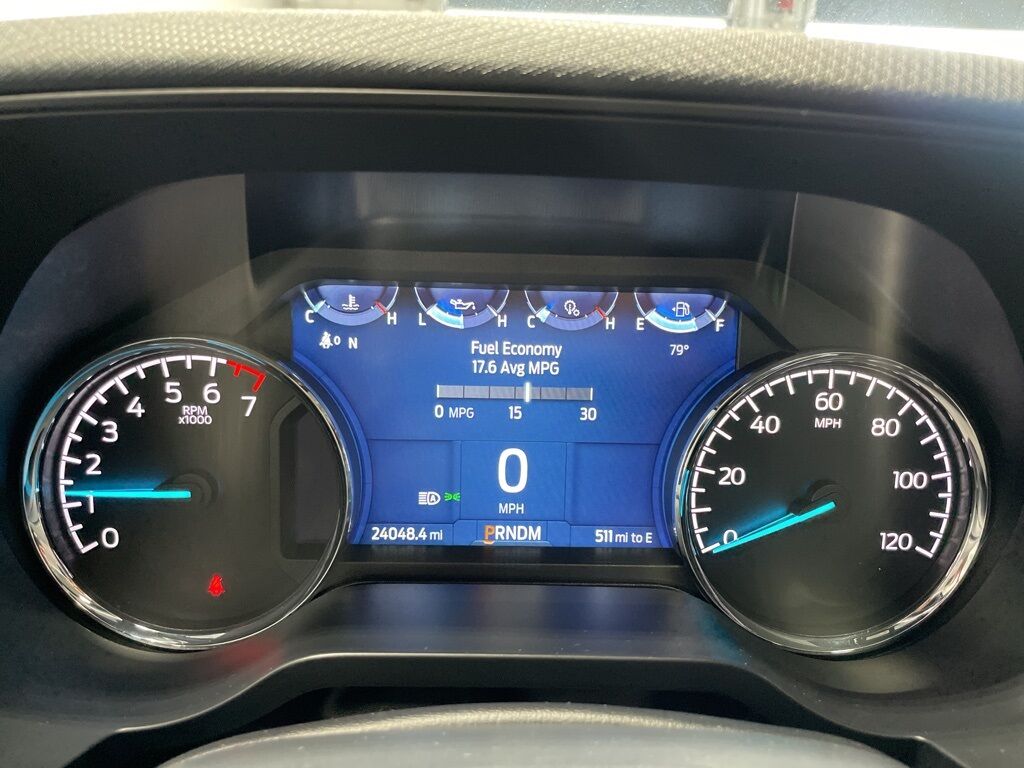 C H L H C H E F
0 N
79°
Fuel Economy
17.6 Avg MPG
0 MPG 15 30
0
MPH
A
24048.4 mi
PRNDM
511 mi to E
0 1 2 3 4 5 6 7
RPM
x1000
0 20 40 60 80 100 120
MPH